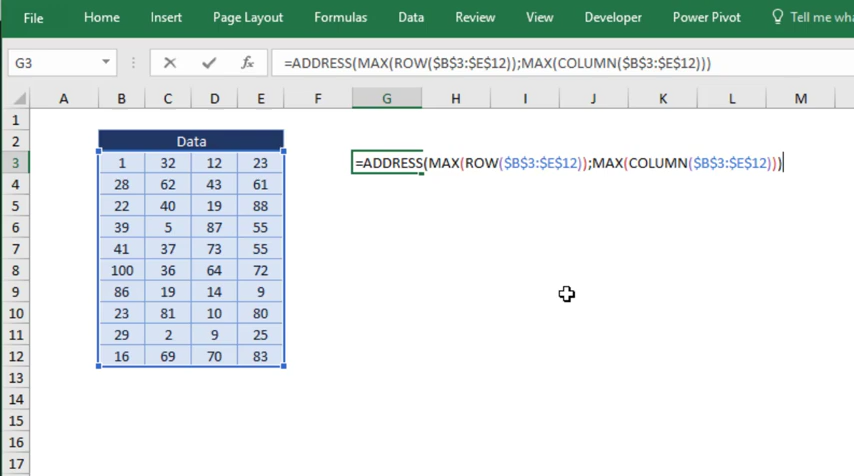 File Home Insert Page Layout Formulas Data Review View Developer Power Pivot Tell me what
G3 fx =ADDRESS(MAX(ROW($B$3:$E$12));MAX(COLUMN($B$3:$E$12)))
A B C D E F G H I J K L M
1
2 Data
3 1 32 12 23 =ADDRESS(MAX(ROW($B$3:$E$12));MAX(COLUMN($B$3:$E$12)))
4 28 62 43 61
5 22 40 19 88
6 39 5 87 55
7 41 37 73 55
8 100 36 64 72
9 86 19 14 9
10 23 81 10 80
11 29 2 9 25
12 16 69 70 83
13
14
15
16
17